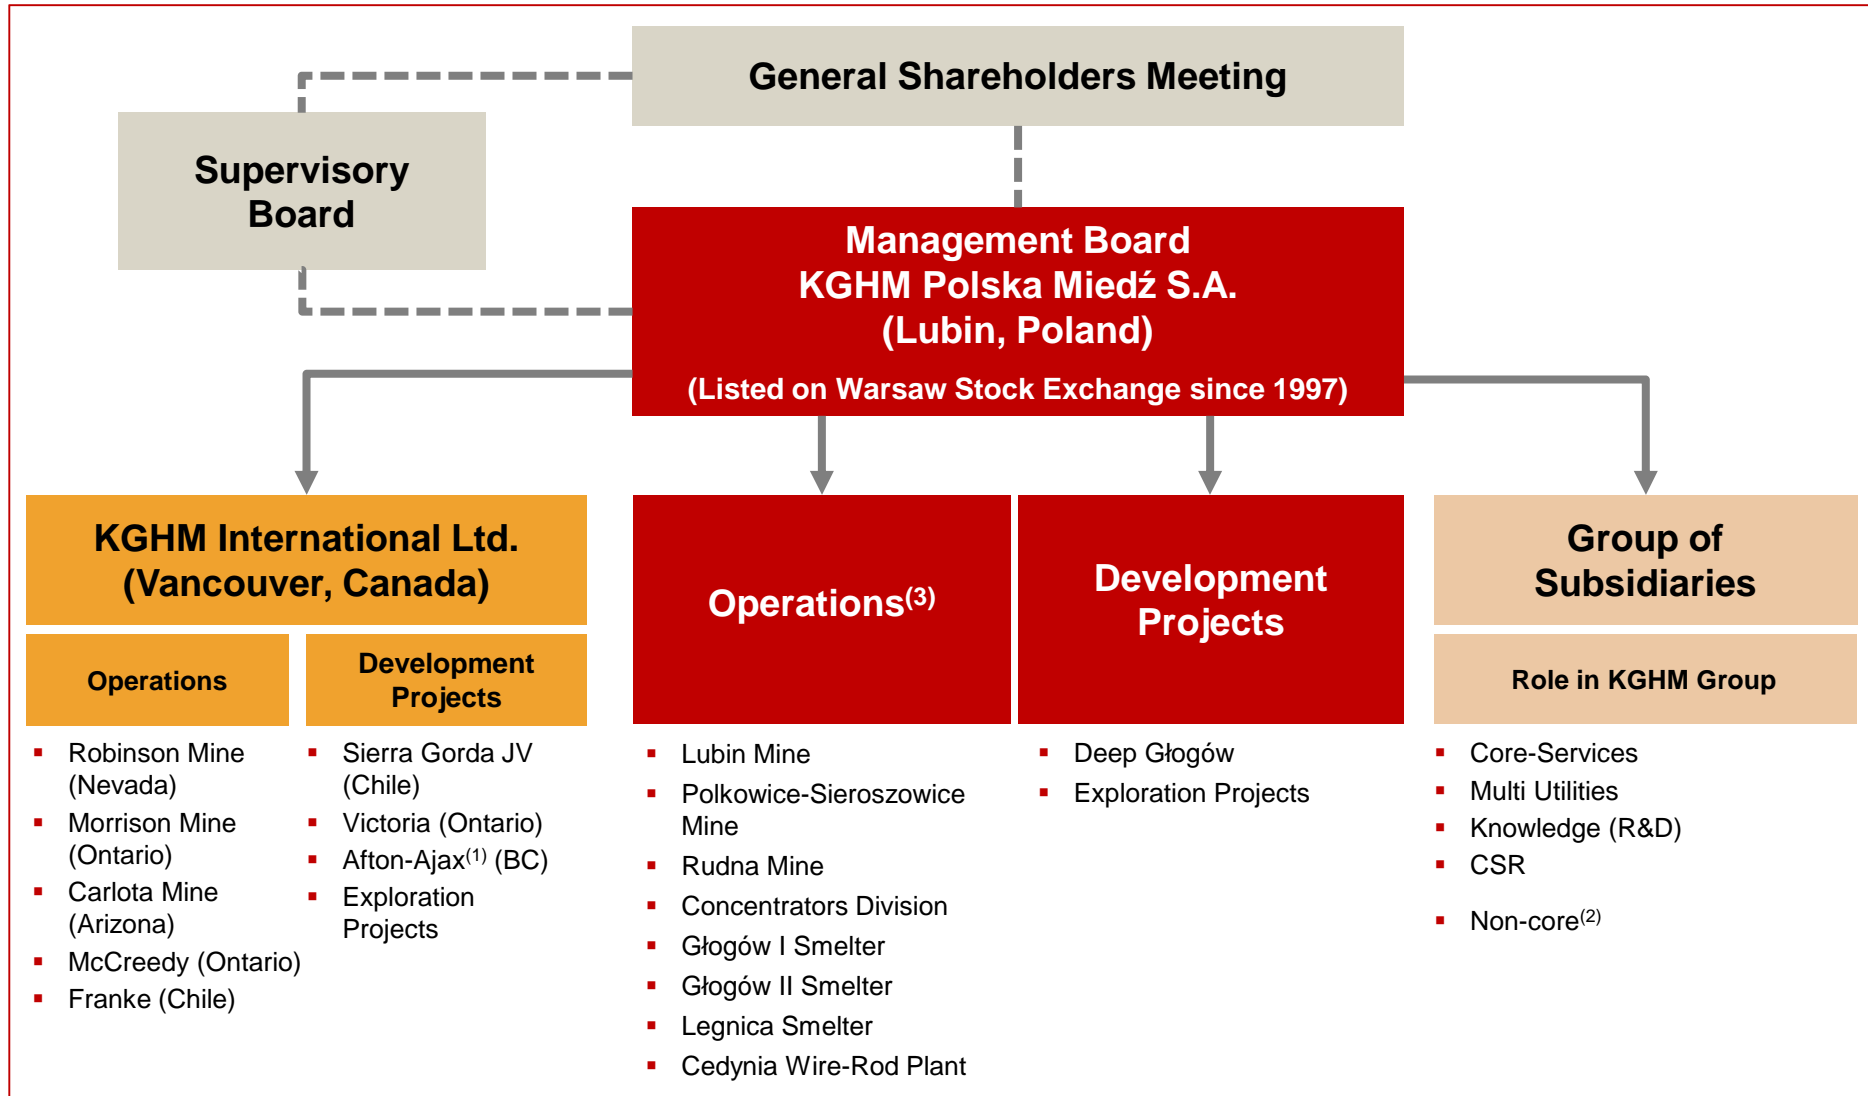 General Shareholders Meeting
Supervisory
Board
Management Board
KGHM Polska Miedź S.A.
(Lubin, Poland)
(Listed on Warsaw Stock Exchange since 1997)
KGHM International Ltd.
(Vancouver, Canada)
Operations
▪ Robinson Mine
(Nevada)
▪ Morrison Mine
(Ontario)
▪ Carlota Mine
(Arizona)
▪ McCreedy (Ontario)
▪ Franke (Chile)
Development
Projects
▪ Sierra Gorda JV
(Chile)
▪ Victoria (Ontario)
▪ Afton-Ajax(1) (BC)
▪ Exploration
Projects
Operations(3)
▪ Lubin Mine
▪ Polkowice-Sieroszowice
Mine
▪ Rudna Mine
▪ Concentrators Division
▪ Głogów I Smelter
▪ Głogów II Smelter
▪ Legnica Smelter
▪ Cedynia Wire-Rod Plant
Development
Projects
▪ Deep Głogów
▪ Exploration Projects
Group of
Subsidiaries
Role in KGHM Group
▪ Core-Services
▪ Multi Utilities
▪ Knowledge (R&D)
▪ CSR
▪ Non-core(2)